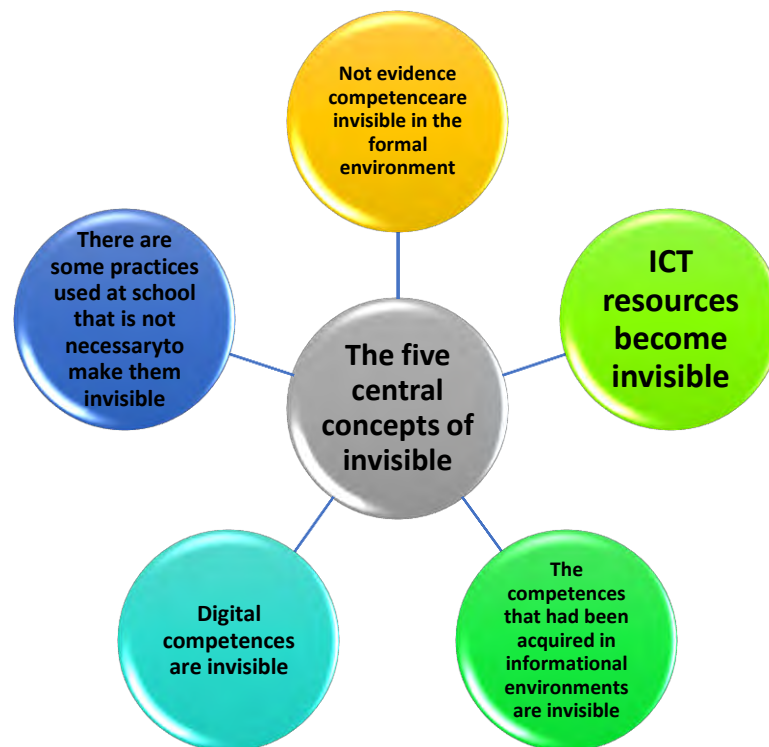 Not evidence
competenceare
invisible in the
formal
environment
ICT
resources
become
invisible
The
competences
that had been
acquired in
informational
environments
are invisible
Digital
competences
are invisible
There are
some practices
used at school
that is not
necessaryto
make them
invisible
The five
central
concepts of
invisible